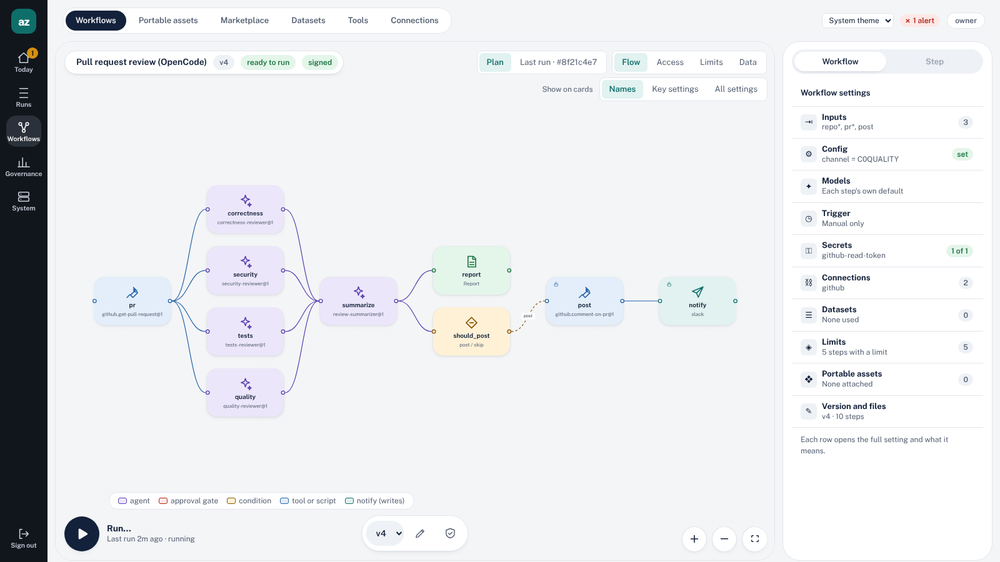 az
1
Today
Runs
Workflows
Governance
System
Sign out
Workflows
Portable assets
Marketplace
Datasets
Tools
Connections
System theme
× 1 alert
owner
Pull request review (OpenCode)
v4
ready to run
signed
Plan
Last run · #8f21c4e7
Flow
Access
Limits
Data
Show on cards
Names
Key settings
All settings
correctness
correctness-reviewer@1
security
security-reviewer@1
report
Report
pr
github.get-pull-request@1
summarize
review-summarizer@1
post
github.comment-on-pr@1
notify
slack
post
tests
tests-reviewer@1
should_post
post / skip
quality
quality-reviewer@1
agent
approval gate
condition
tool or script
notify (writes)
Run...
Last run 2m ago · running
v4
Workflow
Step
Workflow settings
Inputs
repo*, pr*, post
3
Config
channel = C0QUALITY
set
Models
Each step's own default
Trigger
Manual only
Secrets
github-read-token
1 of 1
Connections
github
2
Datasets
None used
0
Limits
5 steps with a limit
5
Portable assets
None attached
0
Version and files
v4 · 10 steps
Each row opens the full setting and what it
means.